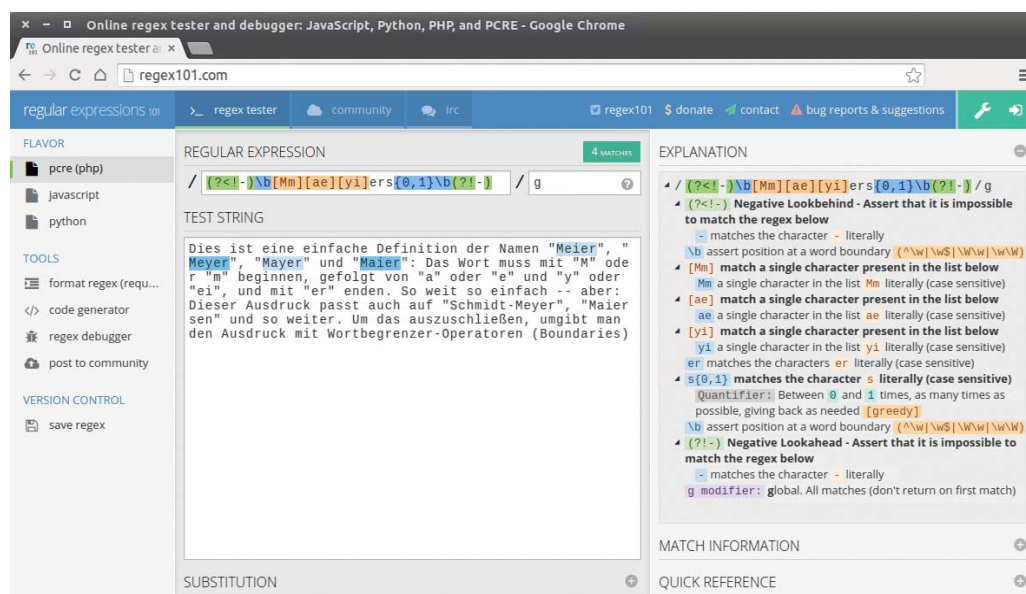 Online regex tester and debugger: JavaScript, Python, PHP, and PCRE - Google Chrome
Online regex tester a
regex101.com
regular expressions 101
>_ regex tester
community
irc
regex101
$ donate
contact
bug reports & suggestions
FLAVOR
pcre (php)
javascript
python
TOOLS
format regex (requ...
</> code generator
regex debugger
post to community
VERSION CONTROL
save regex
REGULAR EXPRESSION
4 MATCHES
/ (?<!-)\b[Mm][ae][yi]ers{0,1}\b(?!-) / g
TEST STRING
Dies ist eine einfache Definition der Namen "Meier", "
Meyer", "Mayer" und "Maier": Das Wort muss mit "M" ode
r "m" beginnen, gefolgt von "a" oder "e" und "y" oder
"ei", und mit "er" enden. So weit so einfach -- aber:
Dieser Ausdruck passt auch auf "Schmidt-Meyer", "Maier
sen" und so weiter. Um das auszuschließen, umgibt man
den Ausdruck mit Wortbegrenzer-Operatoren (Boundaries)
SUBSTITUTION
EXPLANATION
/ (?<!-)\b[Mm][ae][yi]ers{0,1}\b(?!-) / g
(?<!-) Negative Lookbehind - Assert that it is impossible
to match the regex below
- matches the character - literally
\b assert position at a word boundary (^\w|\w$|\W\w|\w\W)
[Mm] match a single character present in the list below
Mm a single character in the list Mm literally (case sensitive)
[ae] match a single character present in the list below
ae a single character in the list ae literally (case sensitive)
[yi] match a single character present in the list below
yi a single character in the list yi literally (case sensitive)
er matches the characters er literally (case sensitive)
s{0,1} matches the character s literally (case sensitive)
Quantifier: Between 0 and 1 times, as many times as
possible, giving back as needed [greedy]
\b assert position at a word boundary (^\w|\w$|\W\w|\w\W)
(?!-) Negative Lookahead - Assert that it is impossible to
match the regex below
- matches the character - literally
g modifier: global. All matches (don't return on first match)
MATCH INFORMATION
QUICK REFERENCE